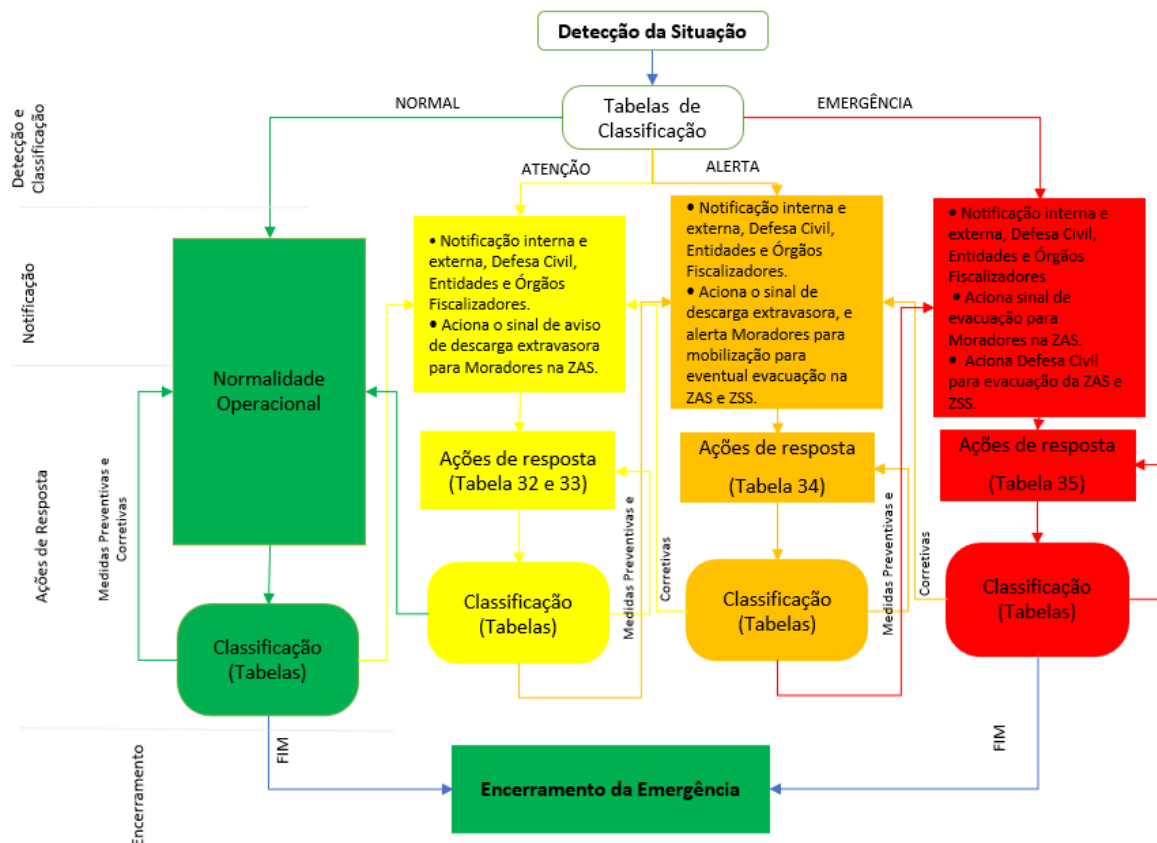 Detecção da Situação
NORMAL
Tabelas de
Classificação
EMERGÊNCIA
ATENÇÃO
ALERTA
Detecção e
Classificação
Notificação
Ações de Resposta
Encerramento
Normalidade
Operacional
• Notificação interna e
externa, Defesa Civil,
Entidades e Órgãos
Fiscalizadores.
• Aciona o sinal de aviso
de descarga extravasora
para Moradores na ZAS.
• Notificação interna e
externa, Defesa Civil,
Entidades e Órgãos
Fiscalizadores.
• Aciona o sinal de
descarga extravasora, e
alerta Moradores para
mobilização para
eventual evacuação na
ZAS e ZSS.
• Notificação interna e
externa, Defesa Civil,
Entidades e Órgãos
Fiscalizadores
• Aciona sinal de
evacuação para
Moradores na ZAS.
• Aciona Defesa Civil
para evacuação da ZAS e
ZSS.
Ações de resposta
(Tabela 32 e 33)
Ações de resposta
(Tabela 34)
Ações de resposta
(Tabela 35)
Medidas Preventivas e
Corretivas
Medidas Preventivas e
Corretivas
Medidas Preventivas e
Corretivas
Classificação
(Tabelas)
Classificação
(Tabelas)
Classificação
(Tabelas)
Classificação
(Tabelas)
FIM
FIM
Encerramento da Emergência